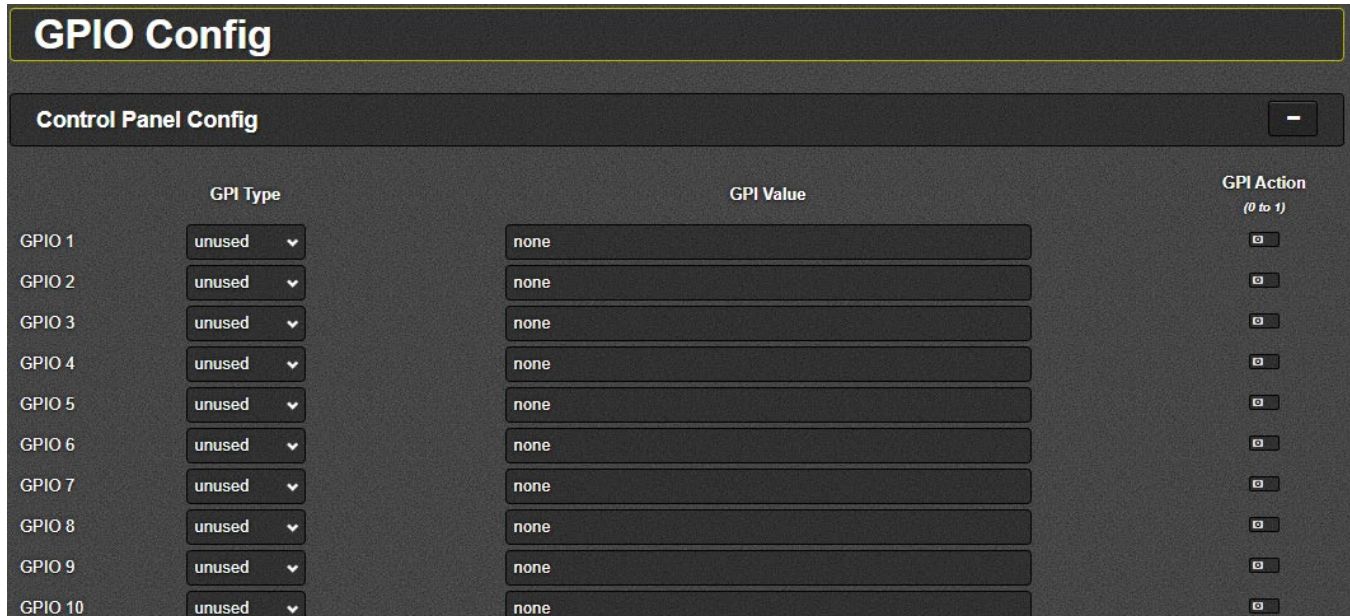 GPIO Config
Control Panel Config
GPI Type GPI Value GPI Action
(0 to 1)
GPIO 1 unused none
GPIO 2 unused none
GPIO 3 unused none
GPIO 4 unused none
GPIO 5 unused none
GPIO 6 unused none
GPIO 7 unused none
GPIO 8 unused none
GPIO 9 unused none
GPIO 10 unused none